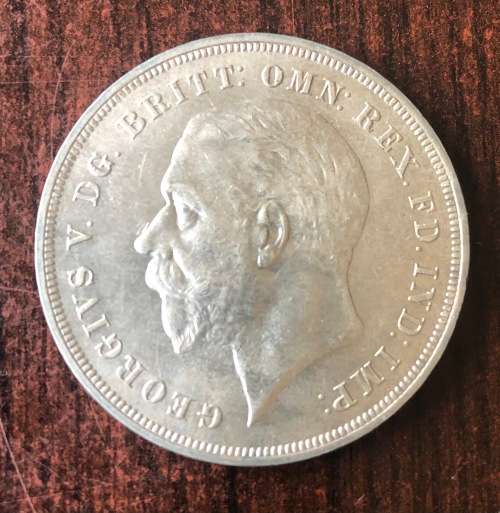 GEORGIVS V. DG. BRITT: OMN: REX. FD. IND: IMP: